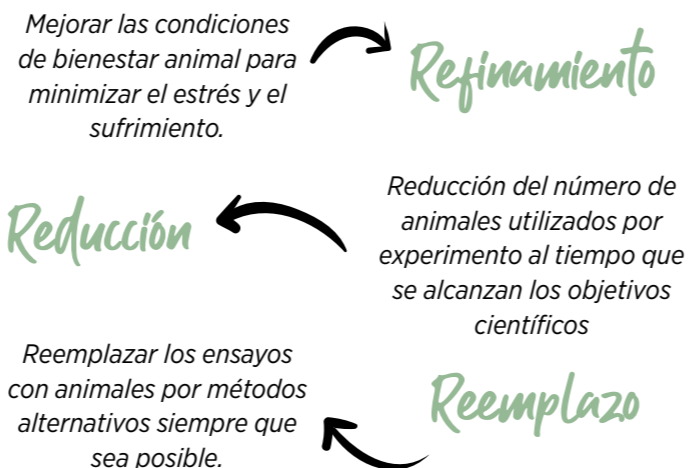 Mejorar las condiciones
de bienestar animal para
minimizar el estrés y el
sufrimiento.
Refinamiento
Reducción
Reducción del número de
animales utilizados por
experimento al tiempo que
se alcanzan los objetivos
científicos
Reemplazar los ensayos
con animales por métodos
alternativos siempre que
sea posible.
Reemplazo